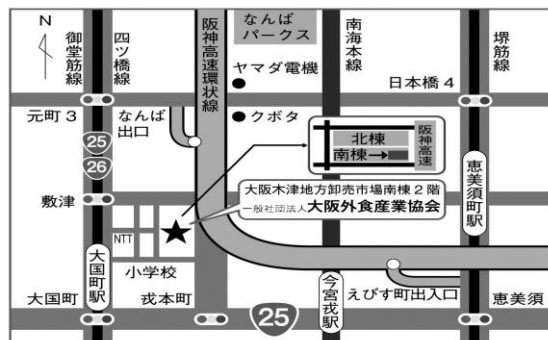 N
御堂筋線
四ツ橋線
阪神高速環状線
なんば
パークス
南海本線
堺筋線
ヤマダ電機
日本橋4
元町3
なんば
出口
クボタ
25
26
北棟
南棟→
阪神高速
恵美須町駅
敷津
大阪木津地方卸売市場南棟2階
一般社団法人大阪外食産業協会
NTT
大国町駅
小学校
大国町
戎本町
25
今宮戎駅
えびす町出入口
恵美須